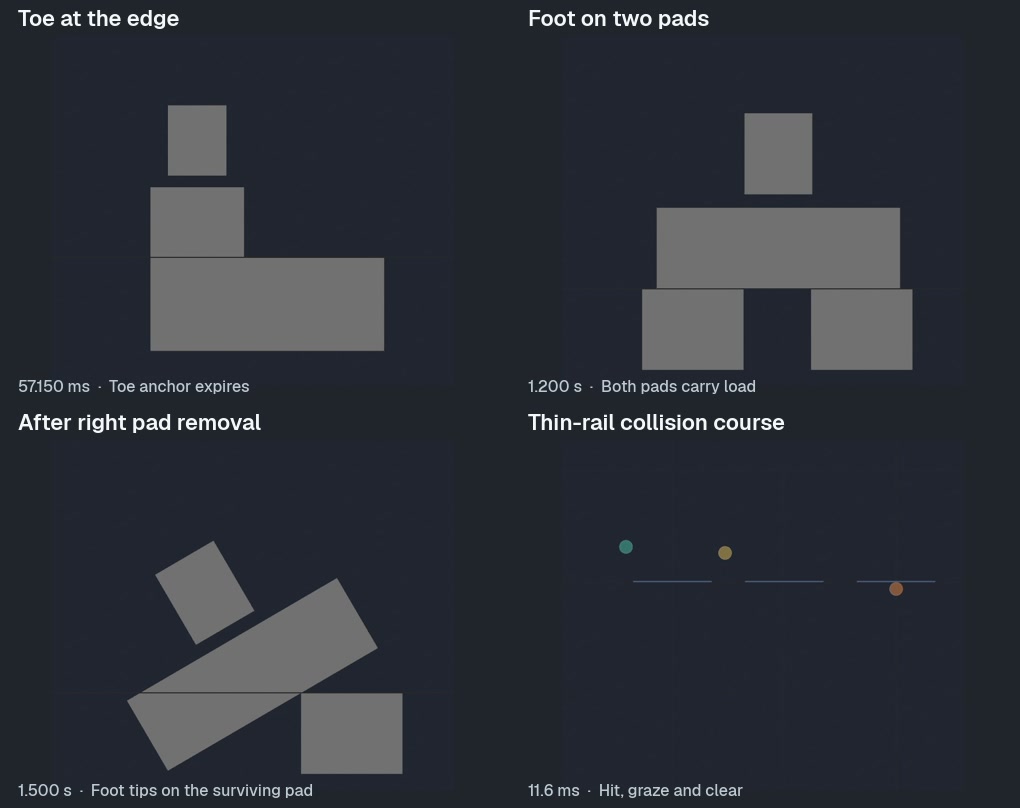 Toe at the edge
Foot on two pads
57.150 ms · Toe anchor expires
1.200 s · Both pads carry load
After right pad removal
Thin-rail collision course
1.500 s · Foot tips on the surviving pad
11.6 ms · Hit, graze and clear